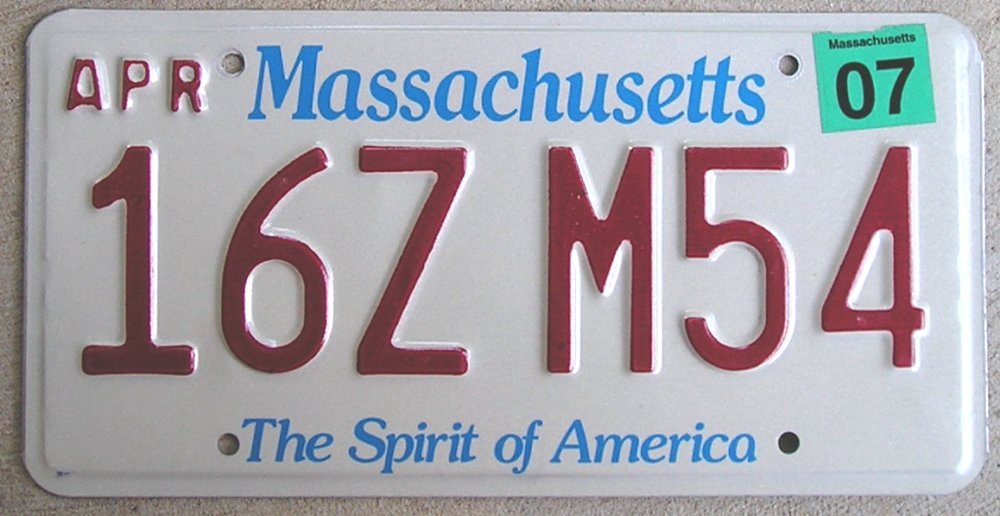 APR Massachusetts
Massachusetts
07
16Z M54
The Spirit of America